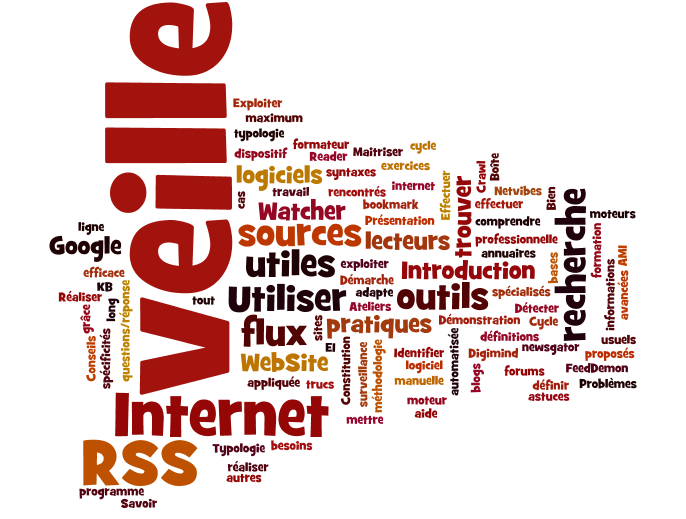 veille
Exploiter
maximum
typologie
formateur
cycle
dispositif
Reader
Maitriser
Crawl
Boîte
logiciels
syntaxes
exercices
cas
travail
rencontrés
internet
Effectuer
trouver
Netvibes
Bien
recherche
Watcher
bookmark
effectuer
moteurs
Présentation
comprendre
ligne
Google
sources
lecteurs
professionnelle
formation
annuaires
utiles
exploiter
Introduction
bases
informations
avancées
AMI
efficace
KB
Démarche
Réaliser
long
questions/réponse
tout
Utiliser
adapte
outils
spécialisés
grâce
Ateliers
Détecter
flux
sites
pratiques
Démonstration
Cycle
Conseils
spécificités
EI
définitions
usuels
WebSite
Constitution
surveillance
méthodologie
Identifier
automatisée
Digimind
newsgator
proposés
logiciel
blogs
forums
FeedDemon
appliquée
trucs
manuelle
définir
Problèmes
astuces
Internet
moteur
aide
mettre
RSS
Typologie
besoins
réaliser
autres
programme
Savoir